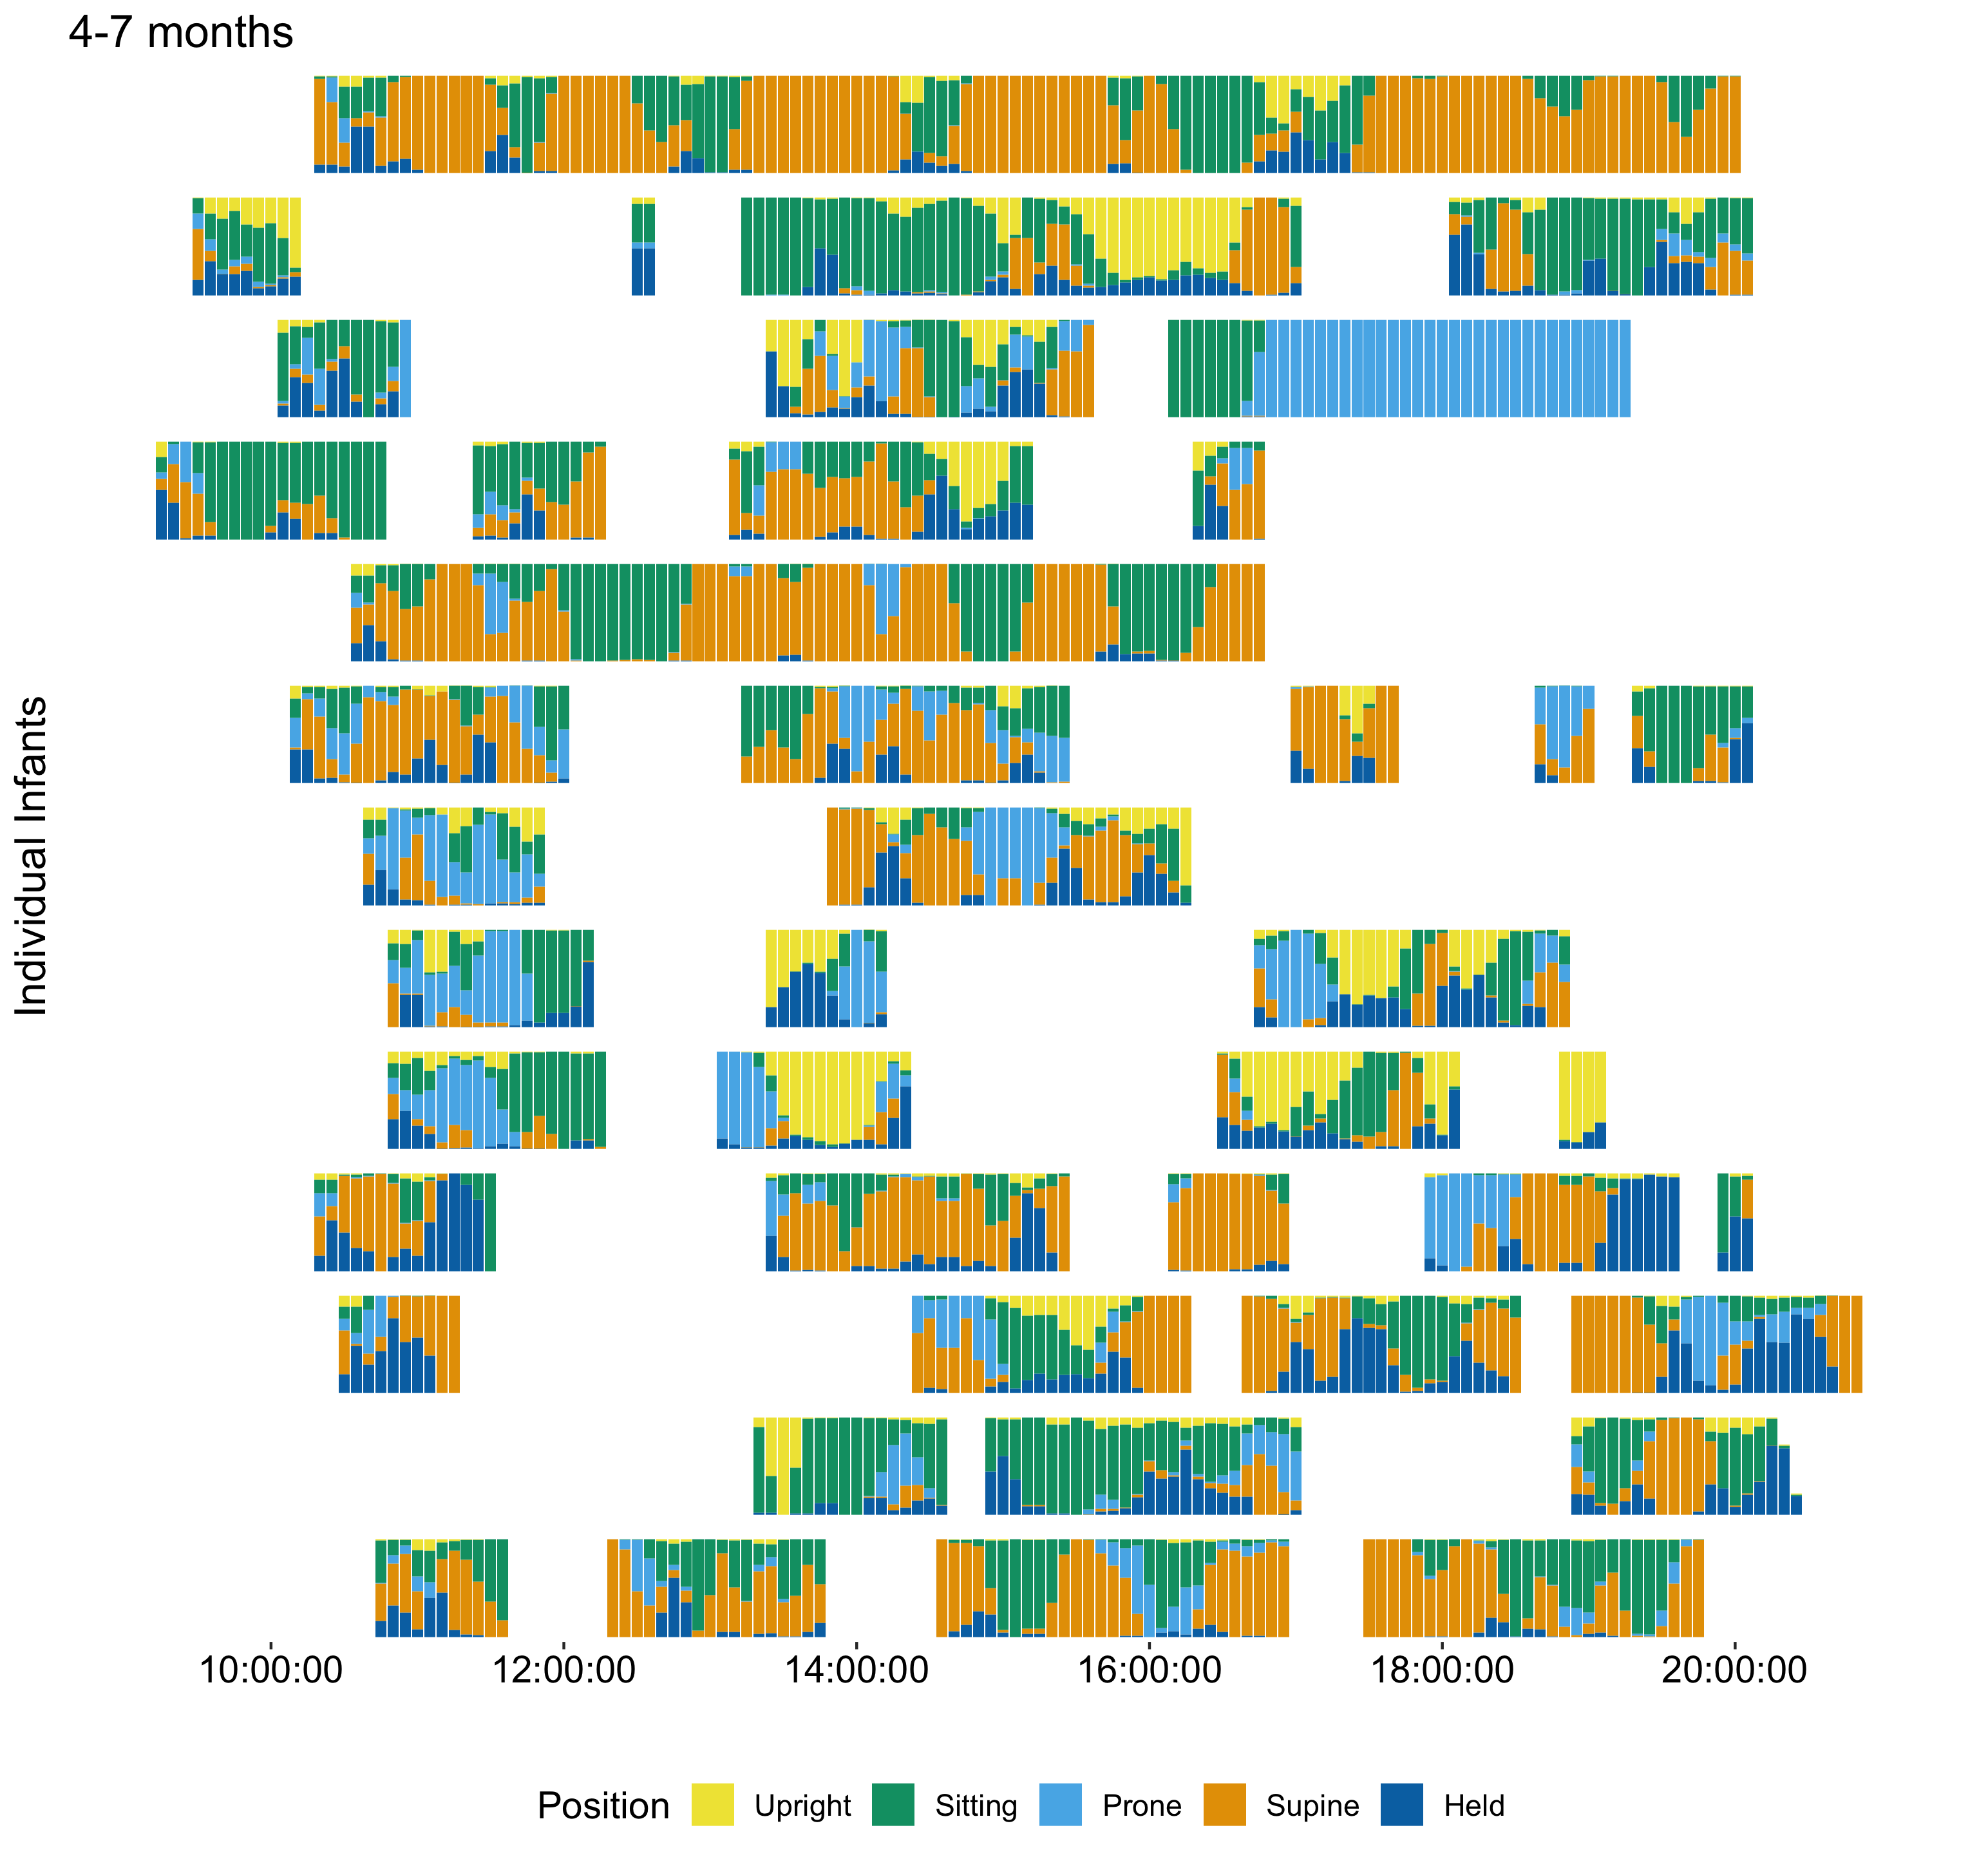 4-7 months
Individual Infants
10:00:00 12:00:00 14:00:00 16:00:00 18:00:00 20:00:00
Position Upright Sitting Prone Supine Held